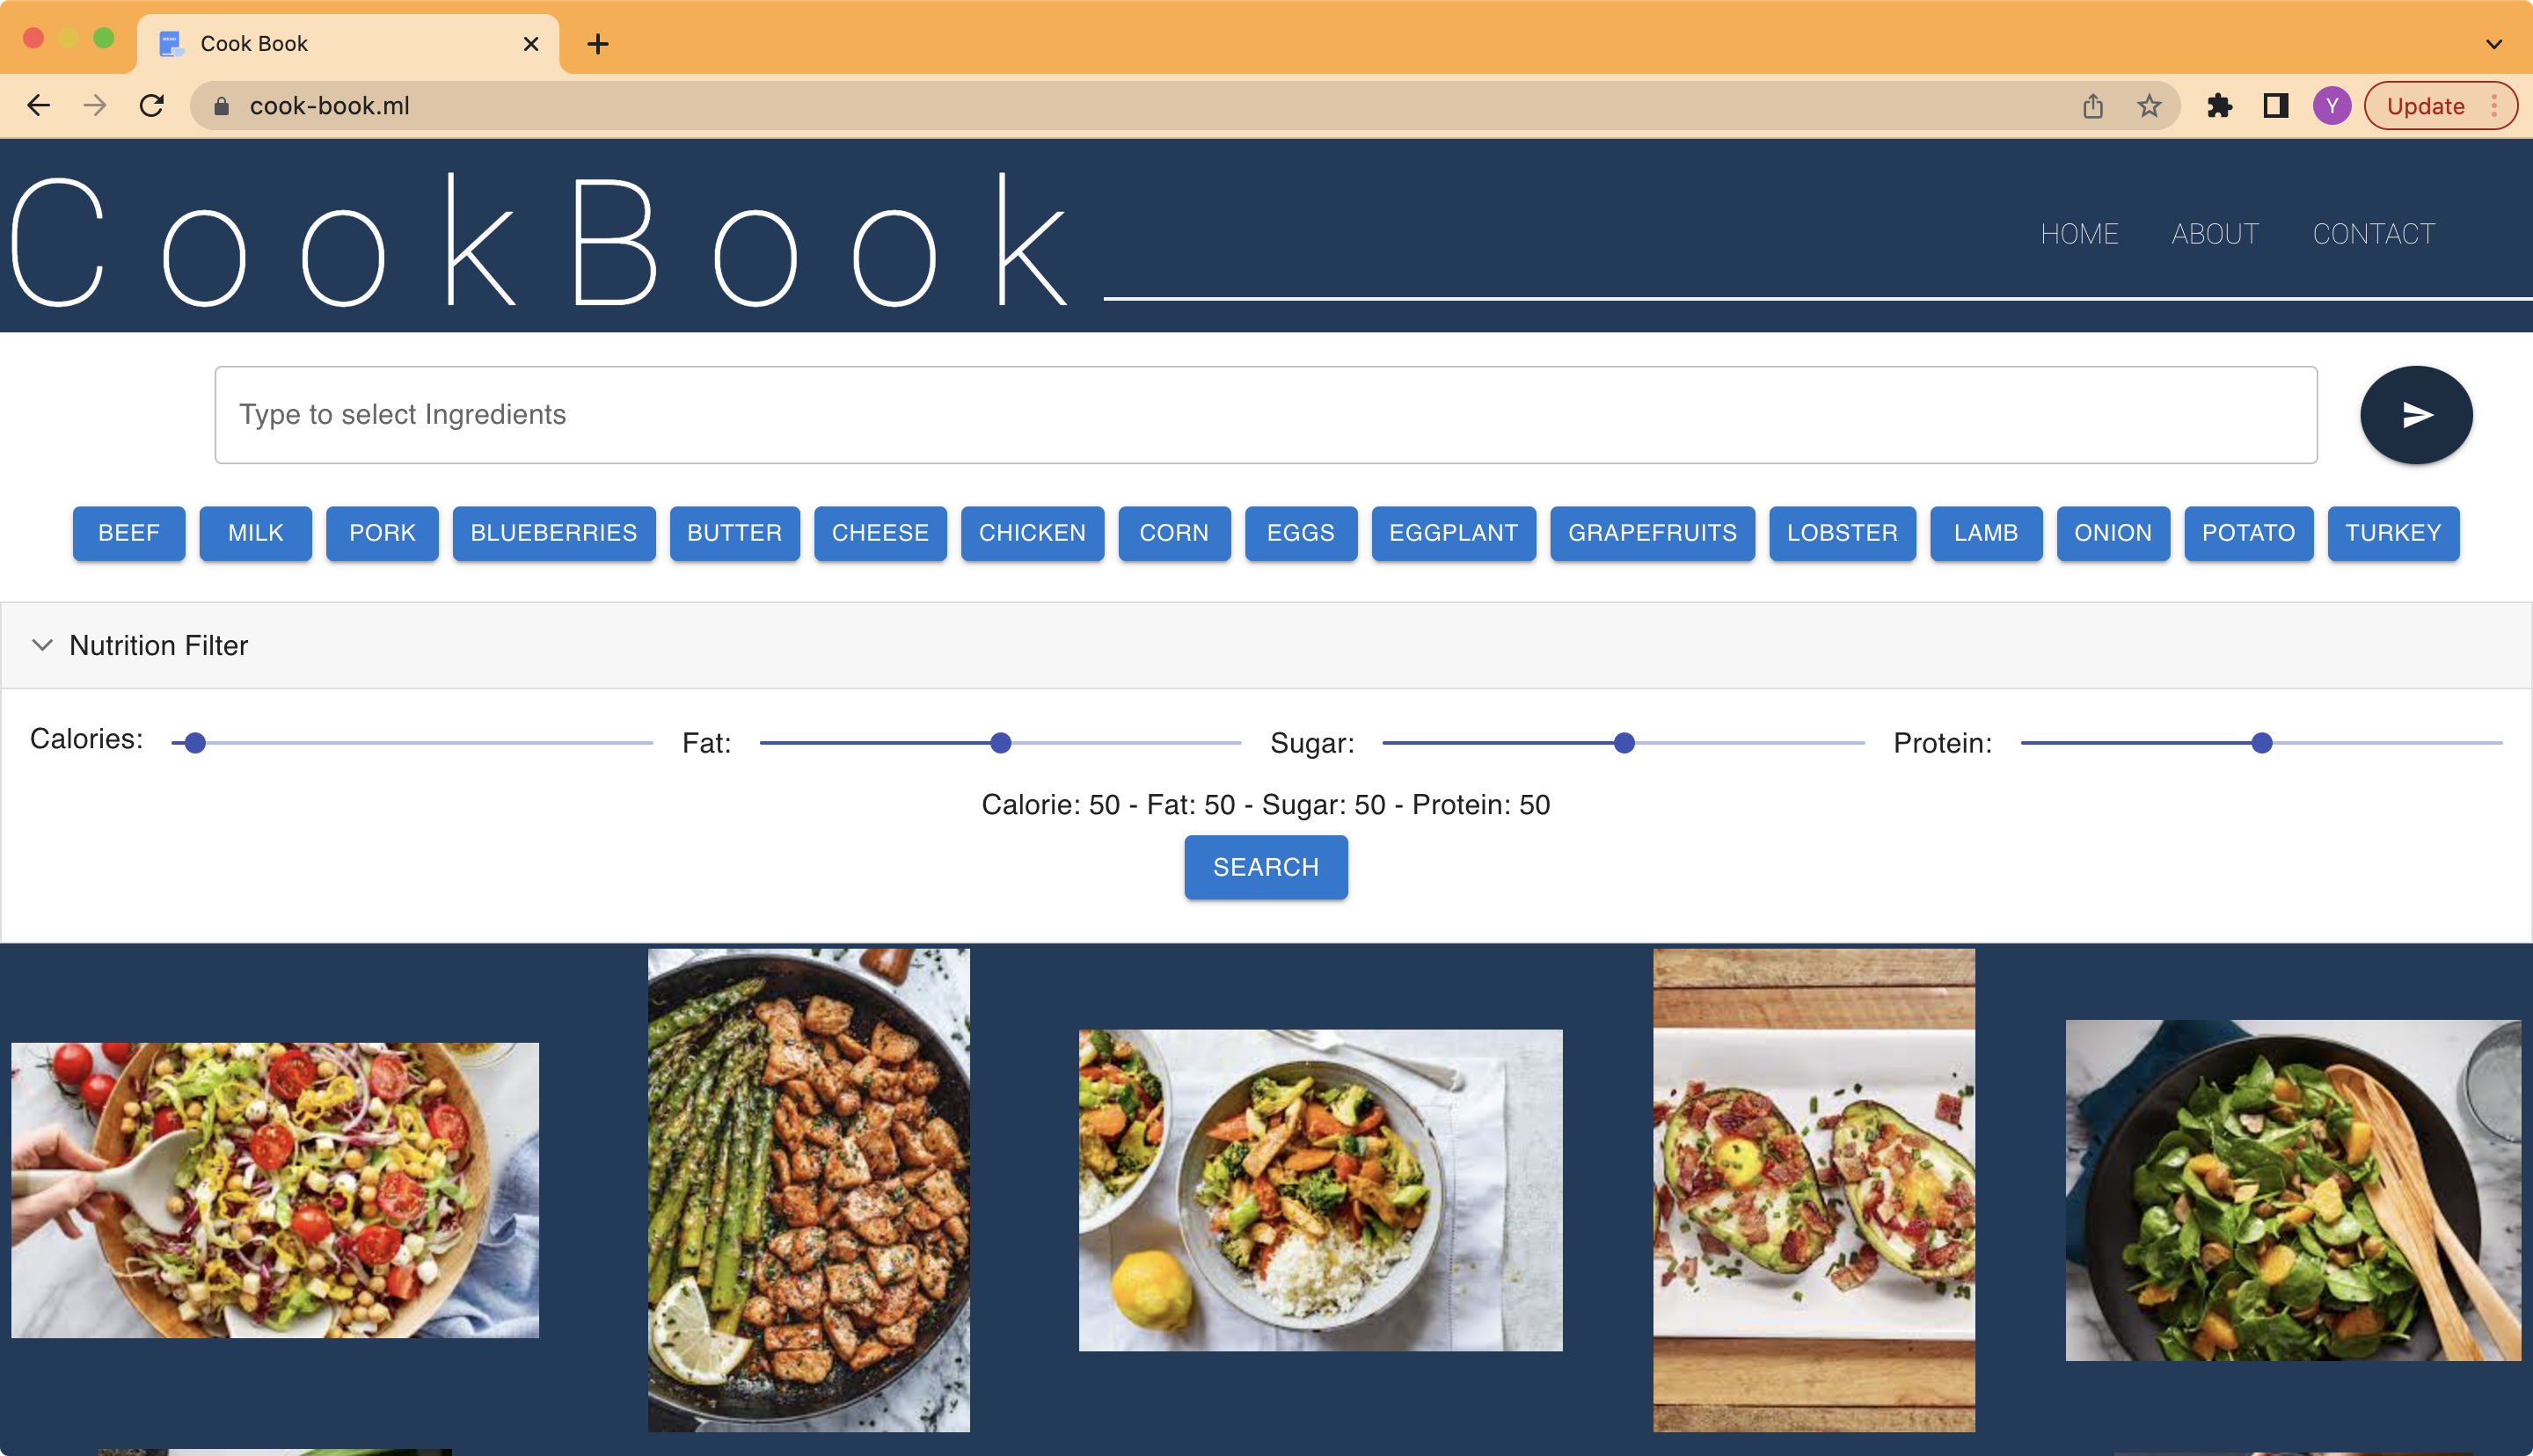 Cook Book
cook-book.ml
Y
Update
CookBook
HOME ABOUT CONTACT
Type to select Ingredients
BEEF MILK PORK BLUEBERRIES BUTTER CHEESE CHICKEN CORN EGGS EGGPLANT GRAPEFRUITS LOBSTER LAMB ONION POTATO TURKEY
Nutrition Filter
Calories: Fat: Sugar: Protein:
Calorie: 50 - Fat: 50 - Sugar: 50 - Protein: 50
SEARCH